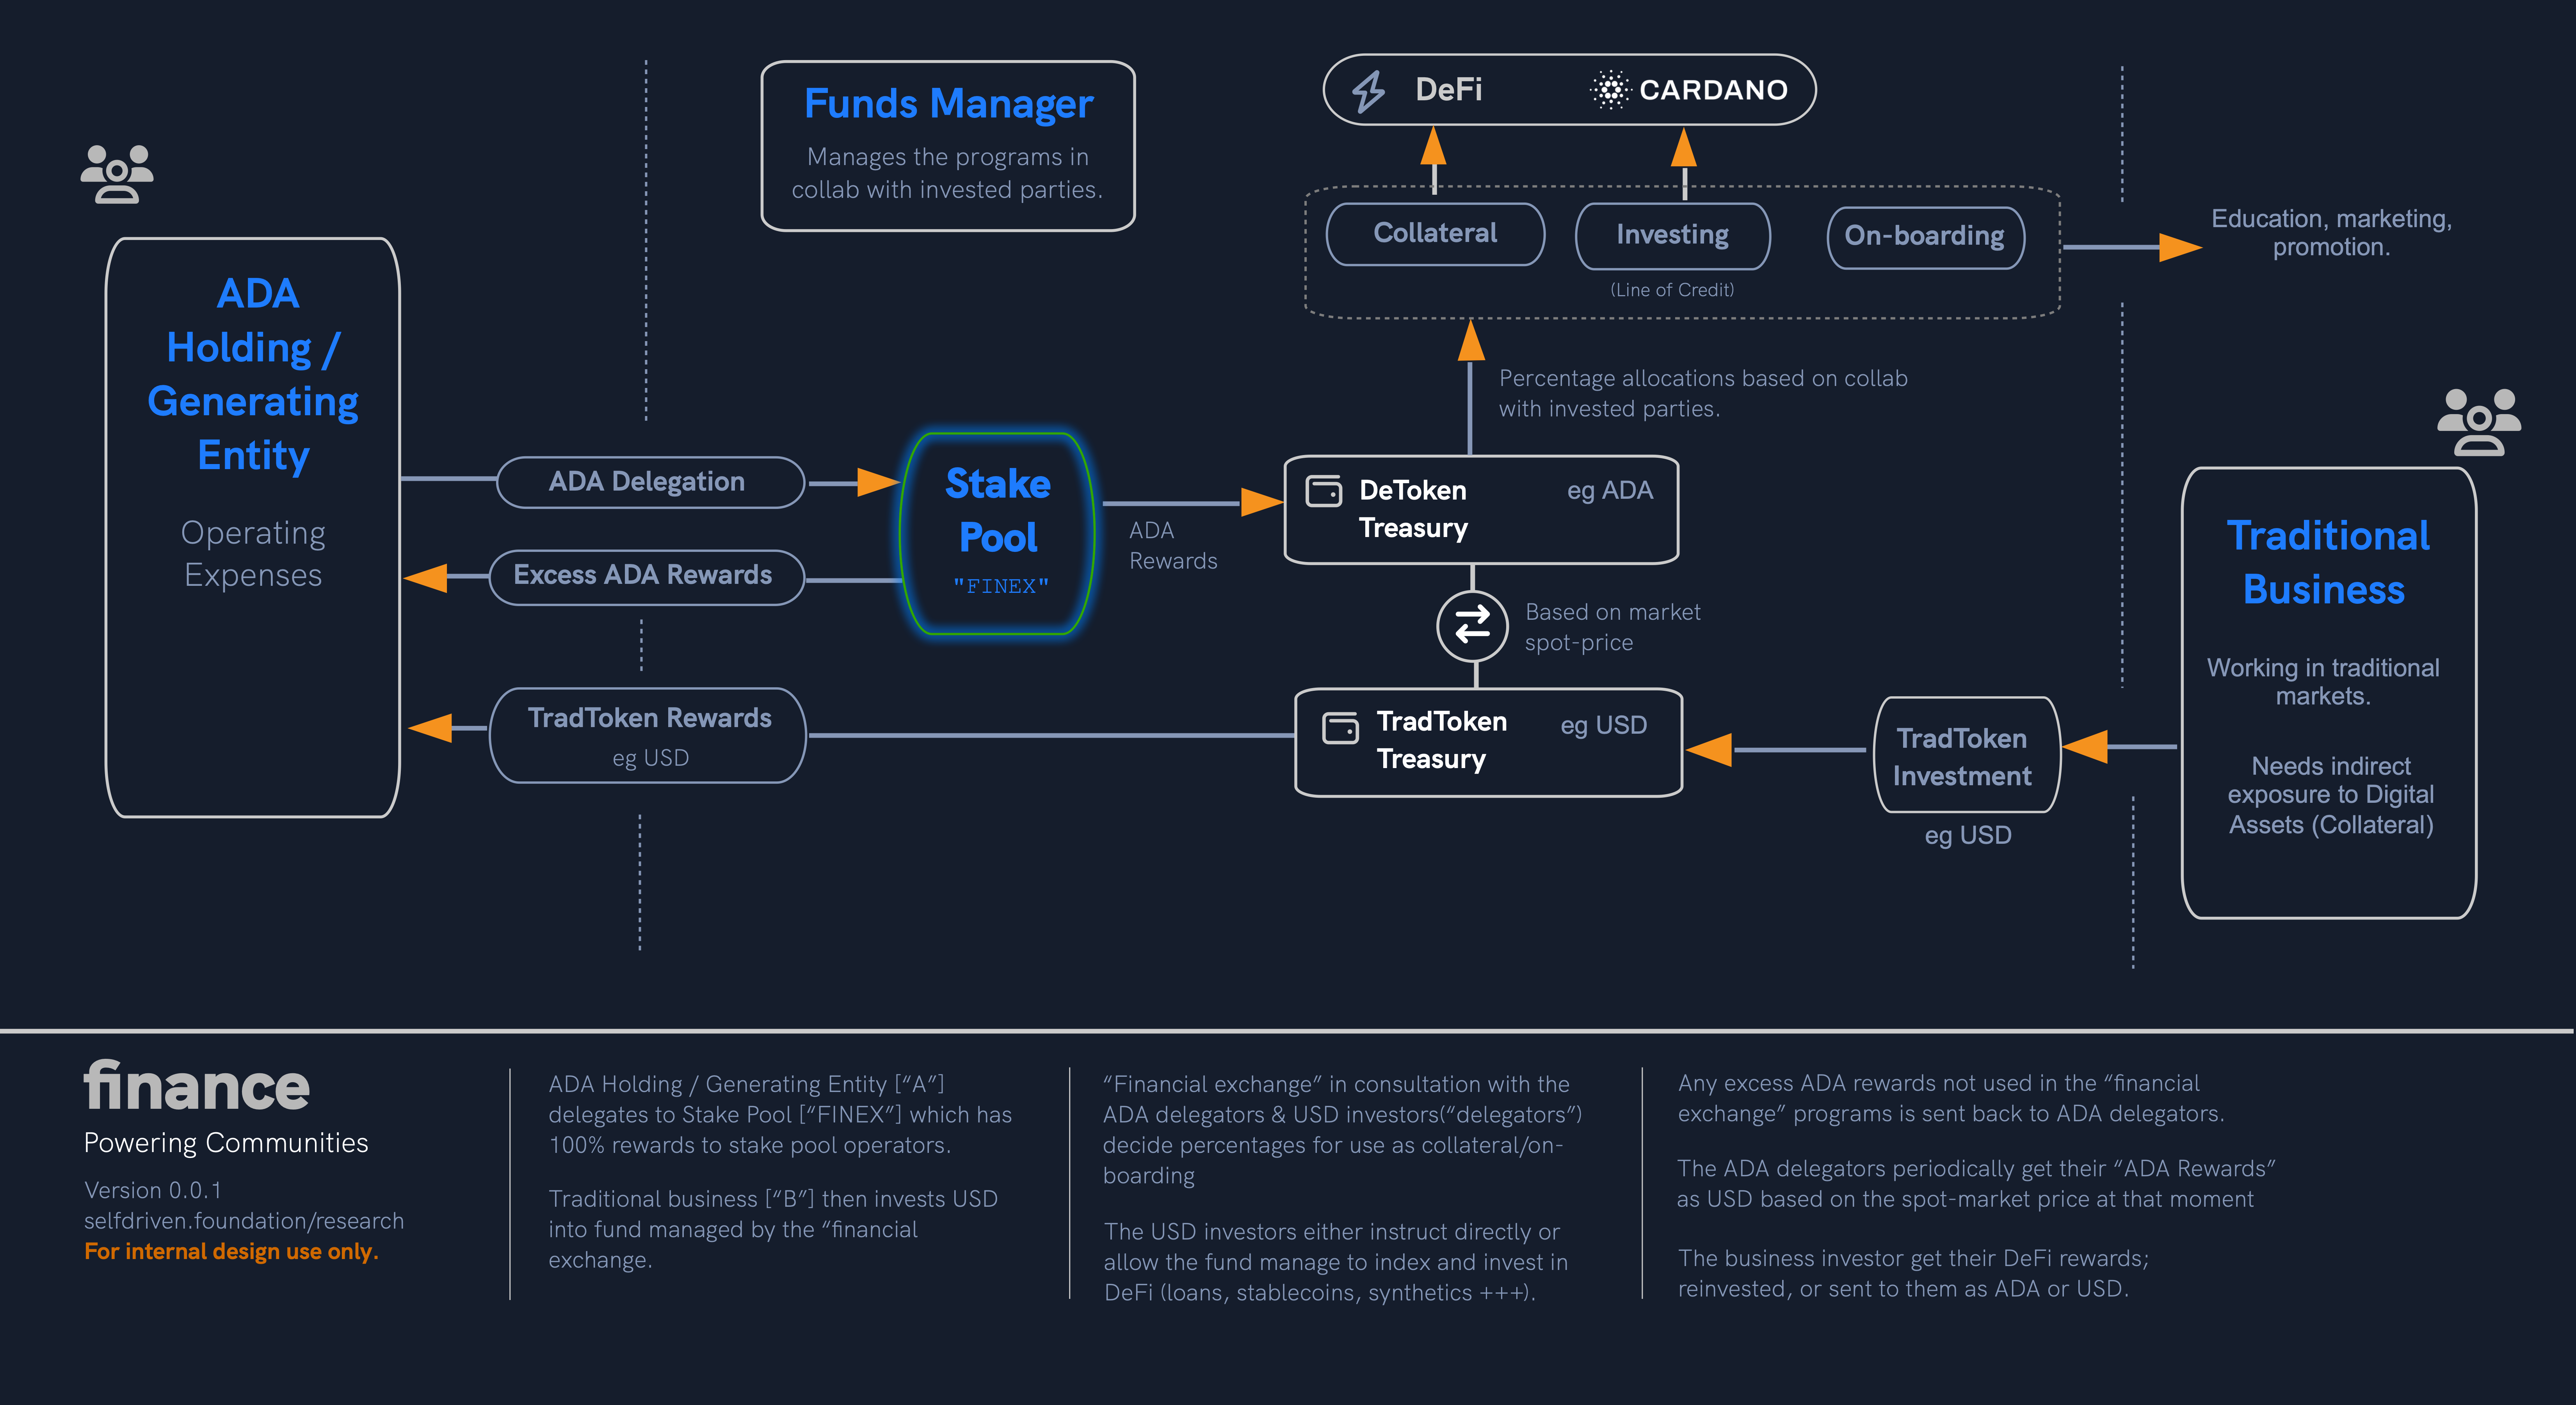 Funds Manager
Manages the programs in
collab with invested parties.
DeFi
CARDANO
Collateral
Investing
(Line of Credit)
On-boarding
Education, marketing,
promotion.
Percentage allocations based on collab
with invested parties.
ADA
Holding /
Generating
Entity
Operating
Expenses
ADA Delegation
Excess ADA Rewards
TradToken Rewards
eg USD
Stake
Pool
"FINEX"
ADA
Rewards
DeToken
Treasury
eg ADA
Based on market
spot-price
TradToken
Treasury
eg USD
TradToken
Investment
eg USD
Traditional
Business
Working in traditional
markets.
Needs indirect
exposure to Digital
Assets (Collateral)
finance
Powering Communities
Version 0.0.1
selfdriven.foundation/research
For internal design use only.
ADA Holding / Generating Entity [“A”]
delegates to Stake Pool [“FINEX”] which has
100% rewards to stake pool operators.
Traditional business [“B”] then invests USD
into fund managed by the “financial
exchange.
“Financial exchange” in consultation with the
ADA delegators & USD investors(“delegators”)
decide percentages for use as collateral/on-
boarding
The USD investors either instruct directly or
allow the fund manage to index and invest in
DeFi (loans, stablecoins, synthetics +++).
Any excess ADA rewards not used in the “financial
exchange” programs is sent back to ADA delegators.
The ADA delegators periodically get their “ADA Rewards”
as USD based on the spot-market price at that moment
The business investor get their DeFi rewards;
reinvested, or sent to them as ADA or USD.